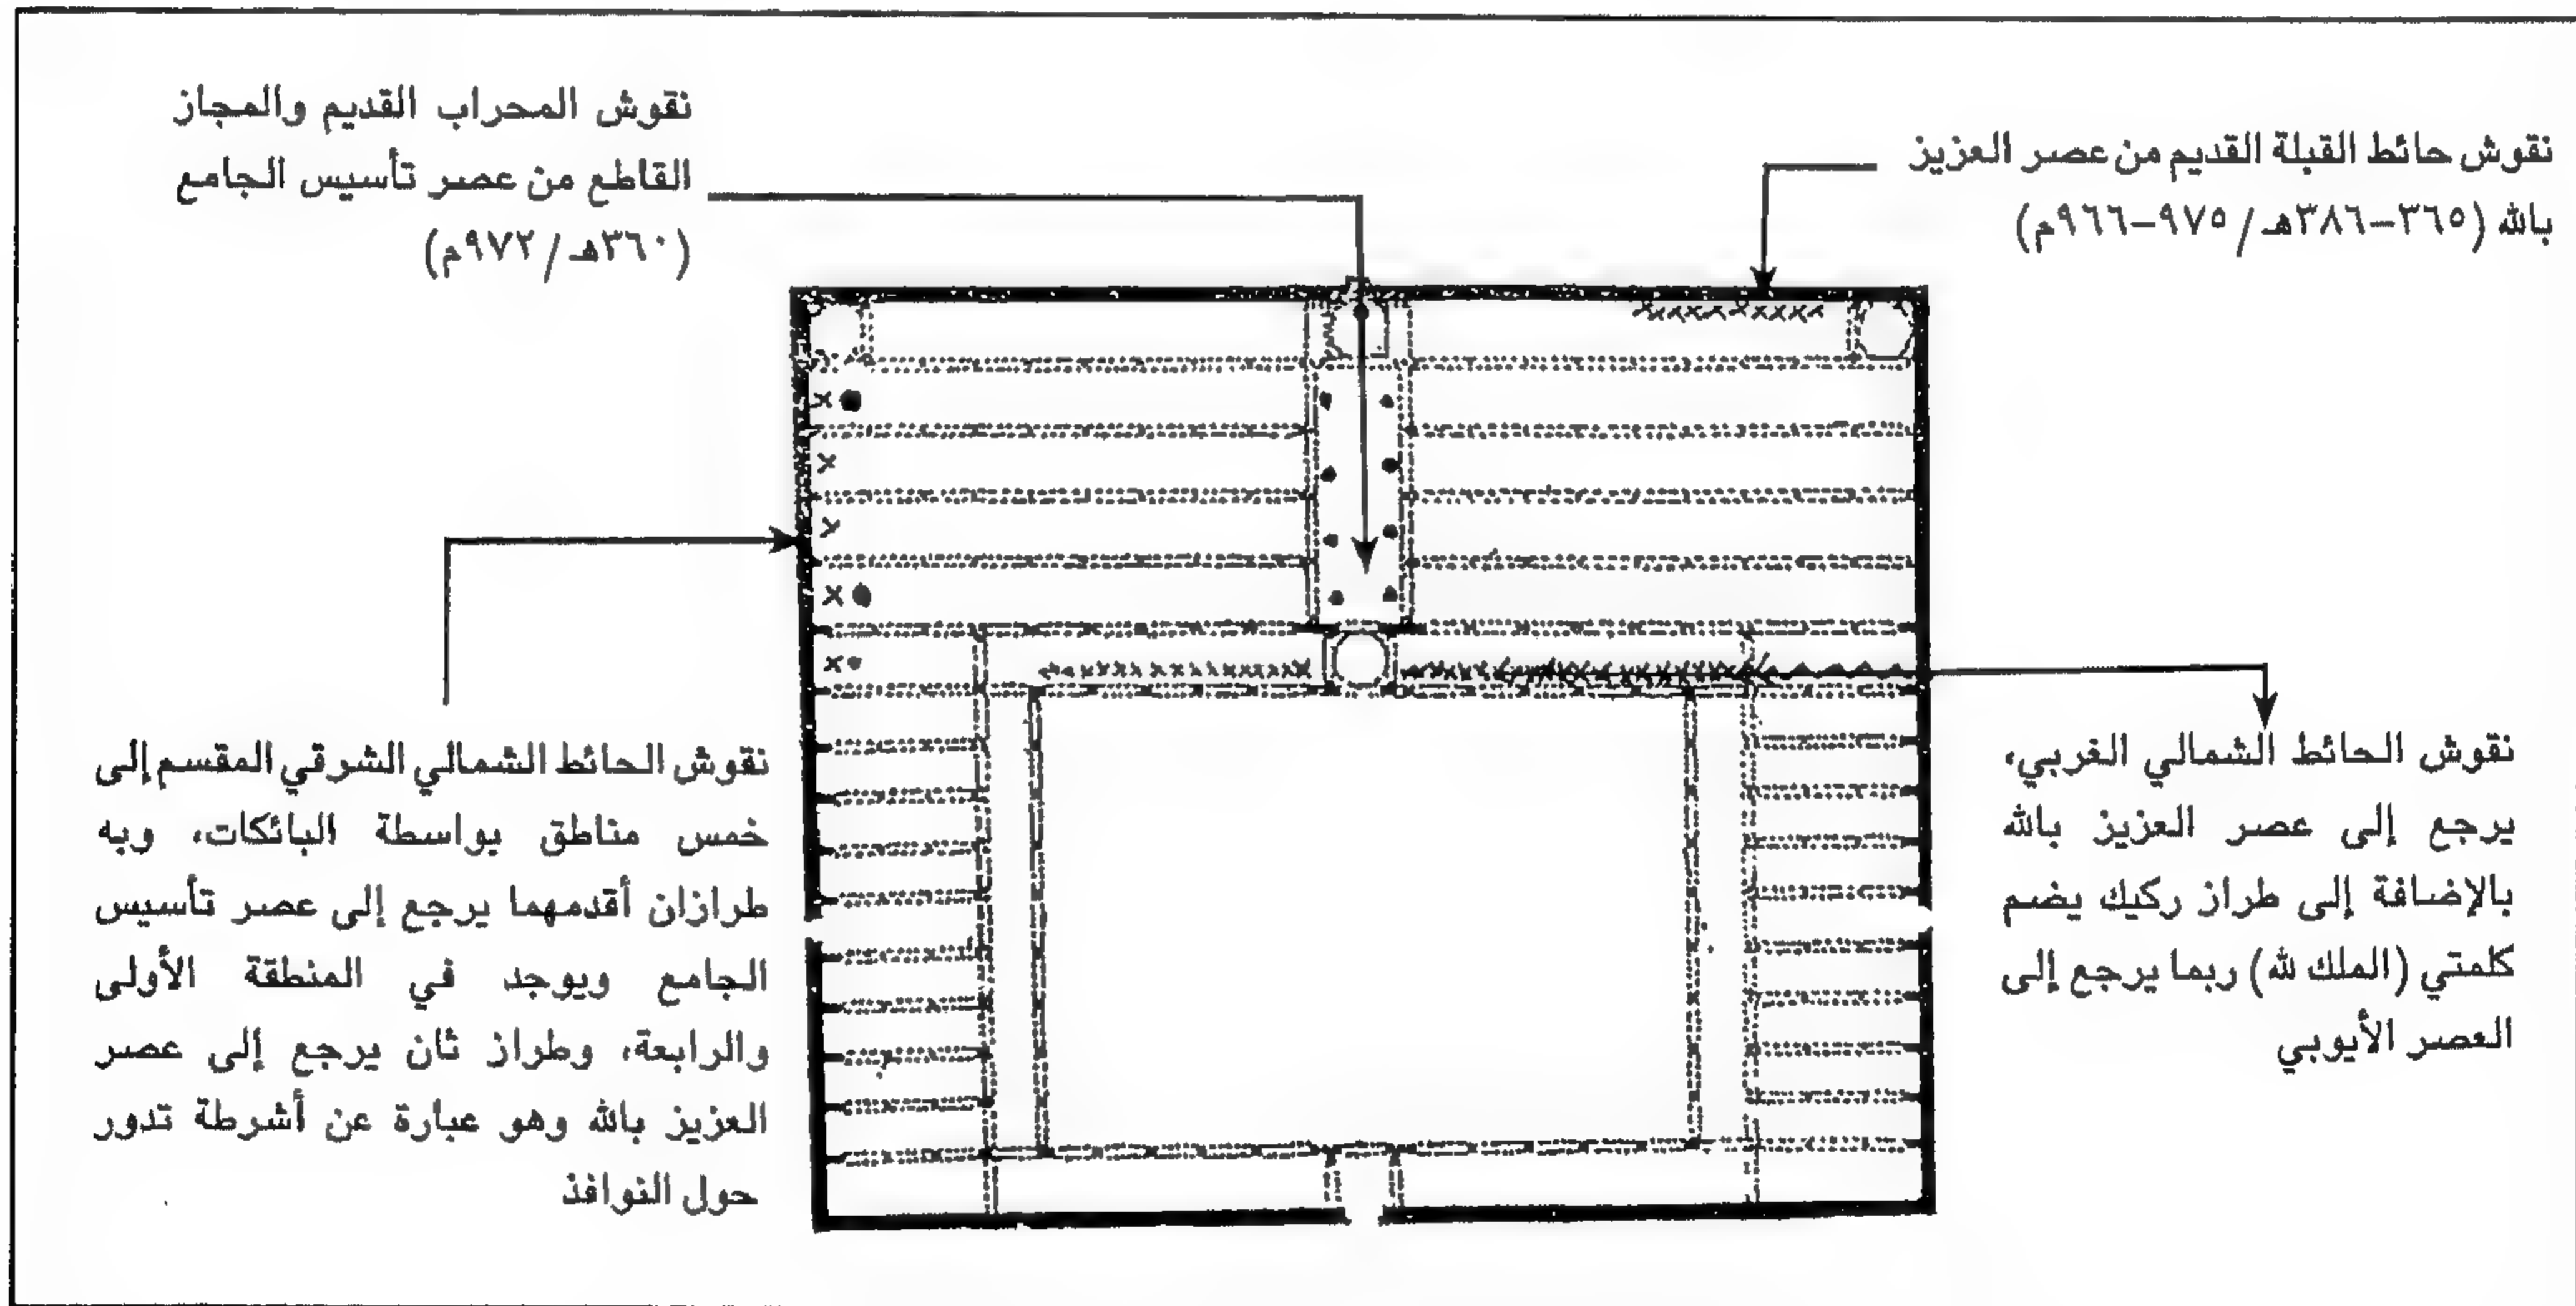 نقوش حائط القبلة القديم من عصر العزيز
بالله (٣٦٥-٣٨٦هـ/ ٩٧٥-٩٦٦م)
نقوش المحراب القديم والمجاز
القاطع من عصر تأسيس الجامع
(٣٦٠هـ/ ٩٧٢م)
نقوش الحائط الشمالي الغربي،
يرجع إلى عصر العزيز بالله
بالإضافة إلى طراز ركيك يضم
كلمتي (الملك لله) ربما يرجع إلى
العصر الأيوبي
نقوش الحائط الشمالي الشرقي المقسم إلى
خمس مناطق بواسطة البائكات، وبه
طرازان أقدمهما يرجع إلى عصر تأسيس
الجامع ويوجد في المنطقة الأولى
والرابعة، وطراز ثان يرجع إلى عصر
العزيز بالله وهو عبارة عن أشرطة تدور
حول النوافذ